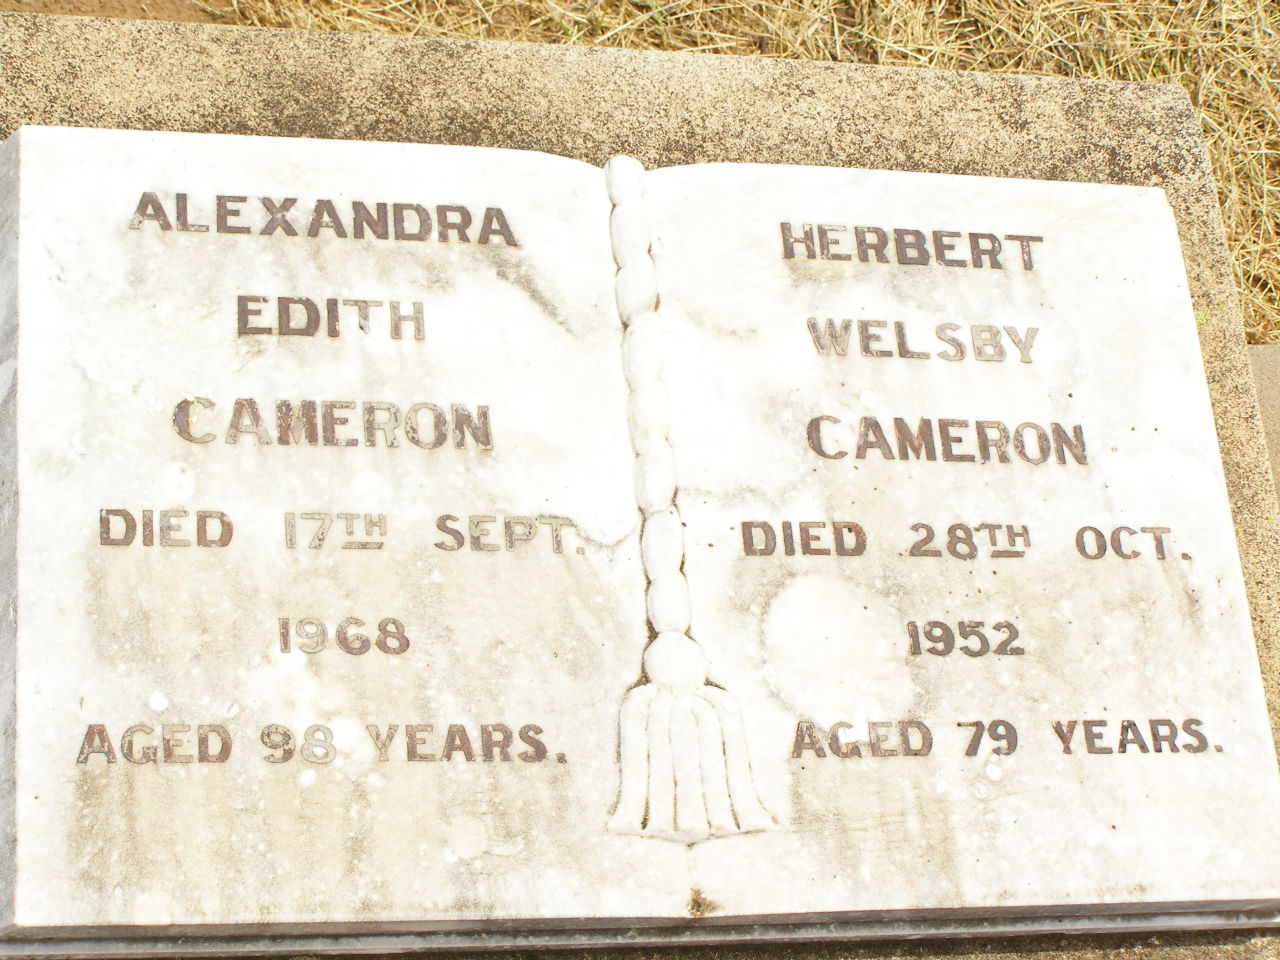 ALEXANDRA
EDITH
CAMERON
DIED 17TH SEPT.
1968
AGED 98 YEARS.
HERBERT
WELSBY
CAMERON
DIED 28TH OCT.
1952
AGED 79 YEARS.